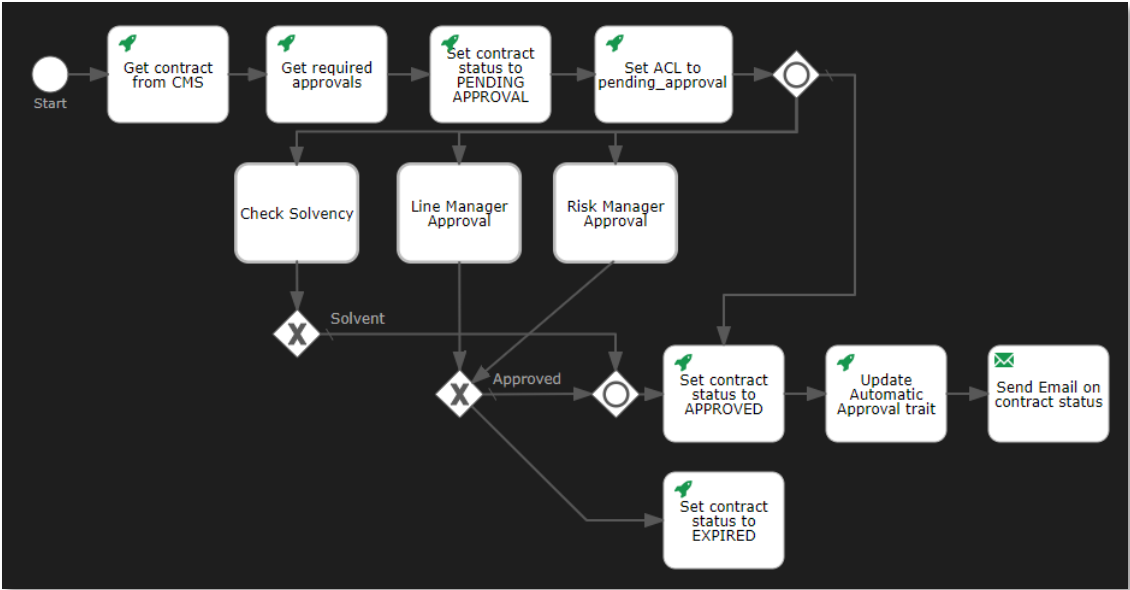 Start
Get contract
from CMS
Get required
approvals
Set contract
status to
PENDING
APPROVAL
Set ACL to
pending_approval
Check Solvency
Line Manager
Approval
Risk Manager
Approval
X
Solvent
X
Approved
Set contract
status to
APPROVED
Update
Automatic
Approval trait
Send Email on
contract status
Set contract
status to
EXPIRED